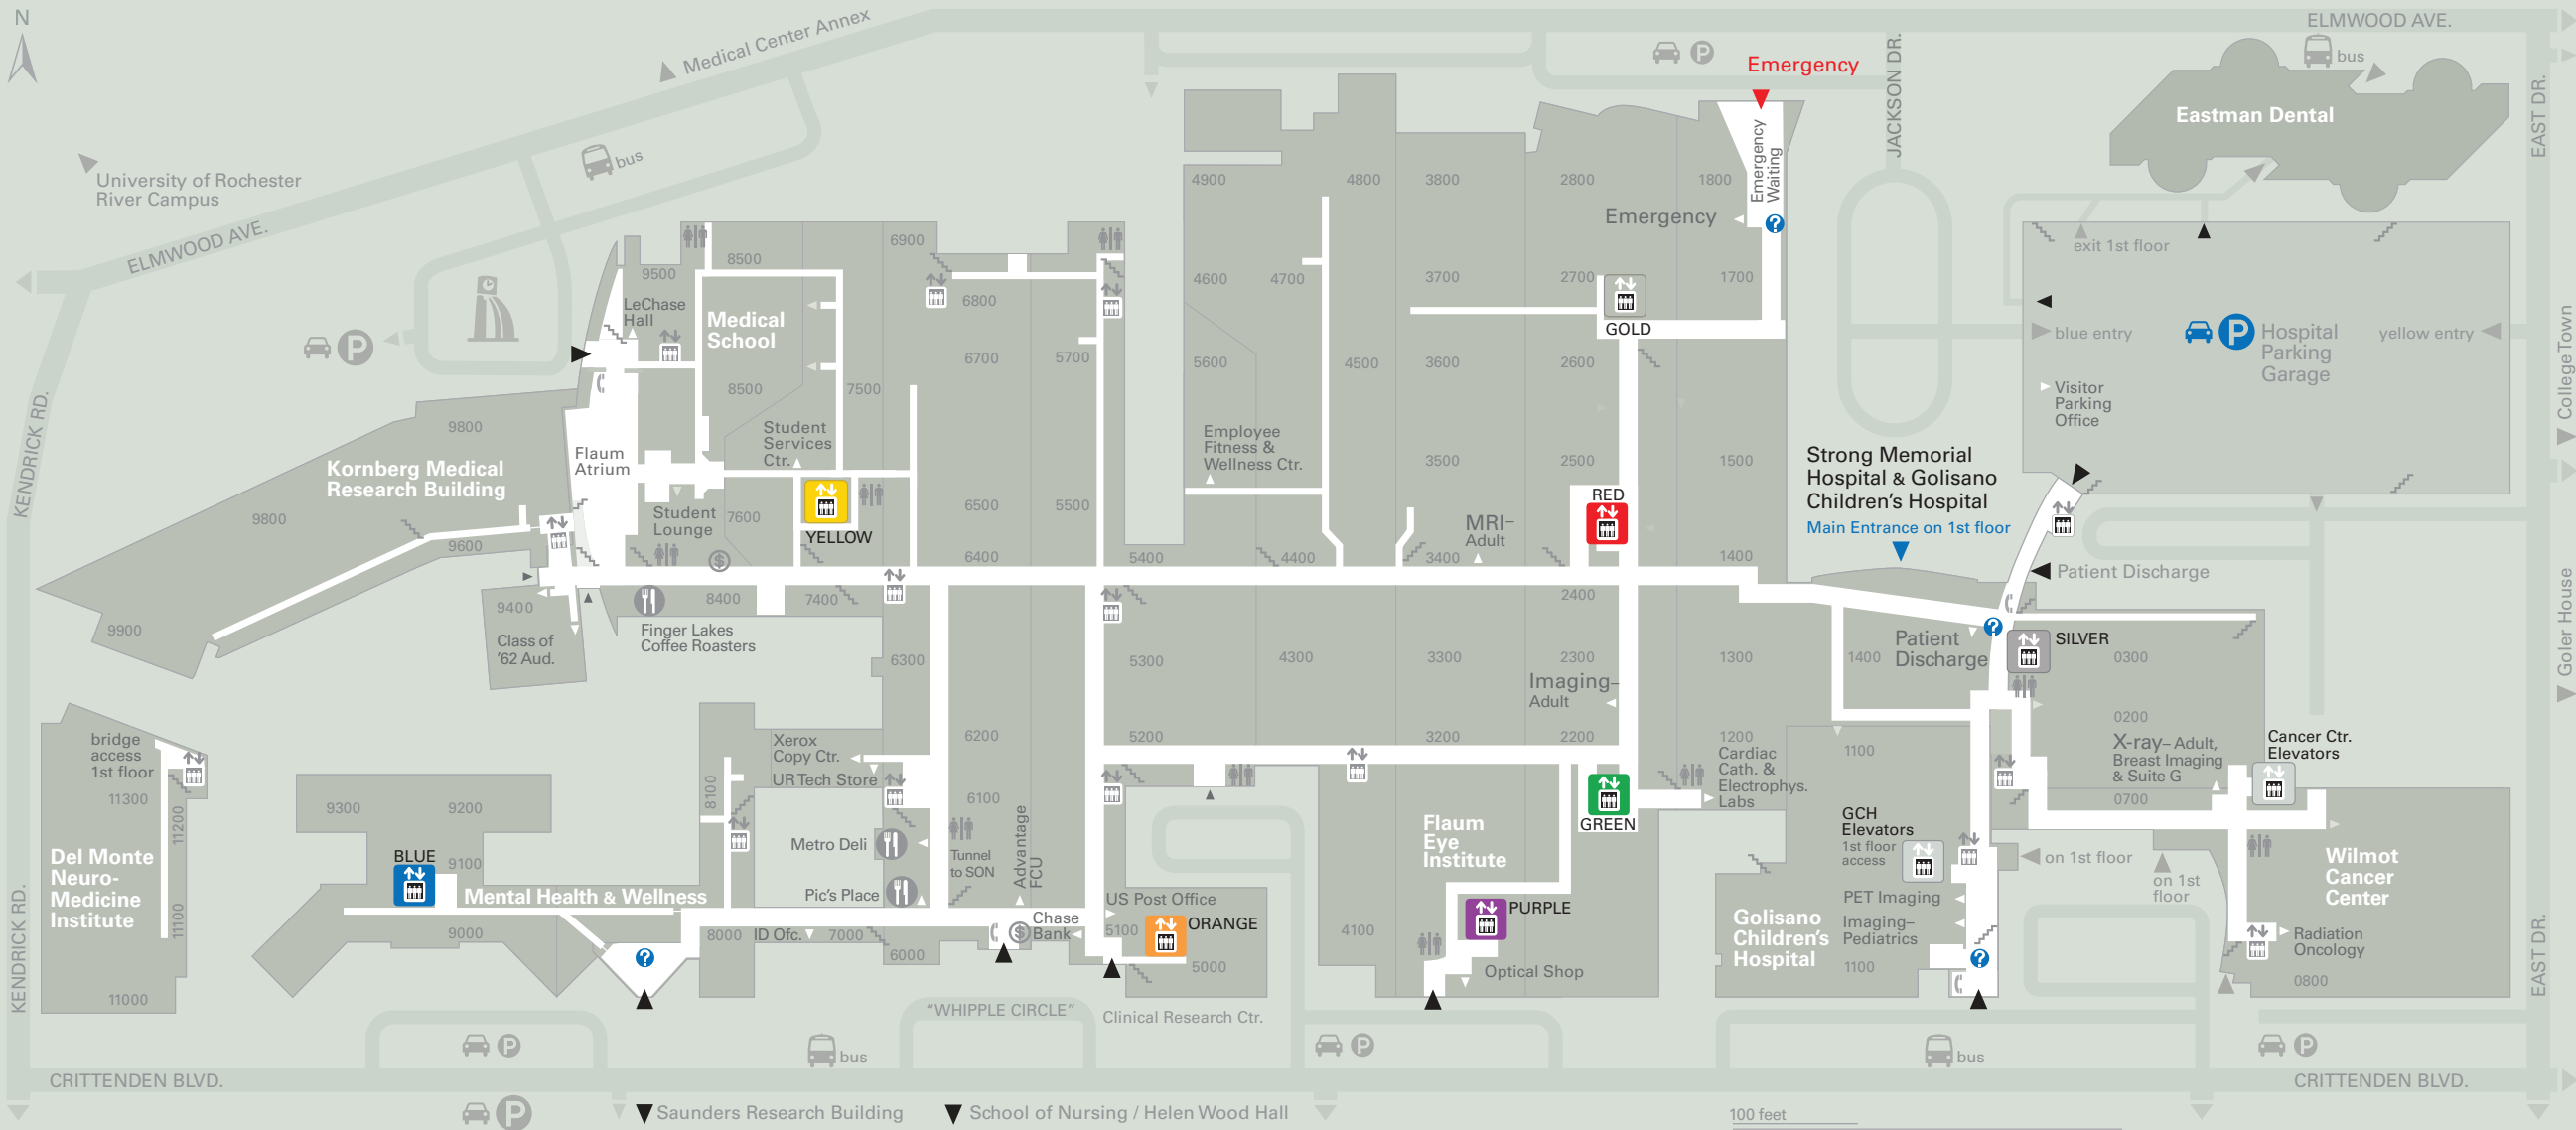 N
Medical Center Annex
ELMWOOD AVE.
bus
JACKSON DR.
Emergency
EAST DR.
Eastman Dental
University of Rochester
River Campus
bus
ELMWOOD AVE.
KENDRICK RD.
4900
4800
3800
2800
1800
Emergency
Waiting
Emergency
?
exit 1st floor
6900
8500
9500
LeChase
Hall
Medical
School
6800
4600
4700
3700
2700
1700
GOLD
blue entry
P
Hospital
Parking
Garage
yellow entry
College Town
P
P
6700
5700
5600
4500
3600
2600
8500
7500
Visitor
Parking
Office
9800
Kornberg Medical
Research Building
Flaum
Atrium
Student
Services
Ctr.
Employee
Fitness &
Wellness Ctr.
3500
2500
1500
Strong Memorial
Hospital & Golisano
Children's Hospital
Main Entrance on 1st floor
9800
9600
Student
Lounge
7600
YELLOW
6500
5500
RED
MRI–
Adult
$
6400
5400
4400
3400
1400
Patient Discharge
Goler House
9900
9400
Class of
'62 Aud.
8400
7400
Finger Lakes
Coffee Roasters
2400
?
6300
5300
4300
3300
2300
1300
1400
Patient
Discharge
SILVER
0300
Imaging–
Adult
0200
bridge
access
1st floor
11300
11200
11100
Del Monte
Neuro-
Medicine
Institute
11000
Xerox
Copy Ctr.
UR Tech Store
6200
5200
3200
2200
1200
1100
Cardiac
Cath. &
Electrophys.
Labs
X-ray– Adult,
Breast Imaging
& Suite G
Cancer Ctr.
Elevators
0700
9300
9200
9100
BLUE
8100
6100
Metro Deli
Tunnel
to SON
Advantage
FCU
Flaum
Eye
Institute
GREEN
GCH
Elevators
1st floor
access
on 1st floor
on 1st
floor
Wilmot
Cancer
Center
Mental Health & Wellness
Pic's Place
US Post Office
PURPLE
PET Imaging
9000
8000
ID Ofc.
7000
$
Chase
Bank
5100
ORANGE
4100
Golisano
Children's
Hospital
Imaging–
Pediatrics
Radiation
Oncology
?
6000
5000
Optical Shop
1100
?
0800
"WHIPPLE CIRCLE"
Clinical Research Ctr.
KENDRICK RD.
EAST DR.
P
bus
P
bus
P
CRITTENDEN BLVD.
CRITTENDEN BLVD.
P
Saunders Research Building
School of Nursing / Helen Wood Hall
100 feet